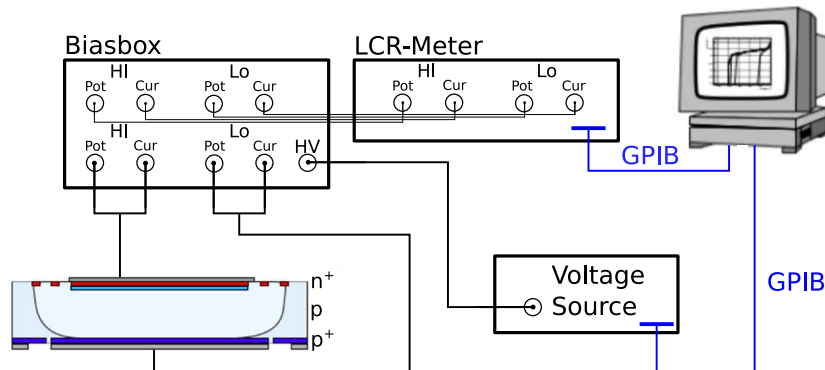 Biasbox
LCR-Meter
HI Lo
Pot Cur Pot Cur
HI Lo
Pot Cur Pot Cur
HI Lo
Pot Cur Pot Cur HV
GPIB
Voltage
Source
GPIB
n+
p
p+